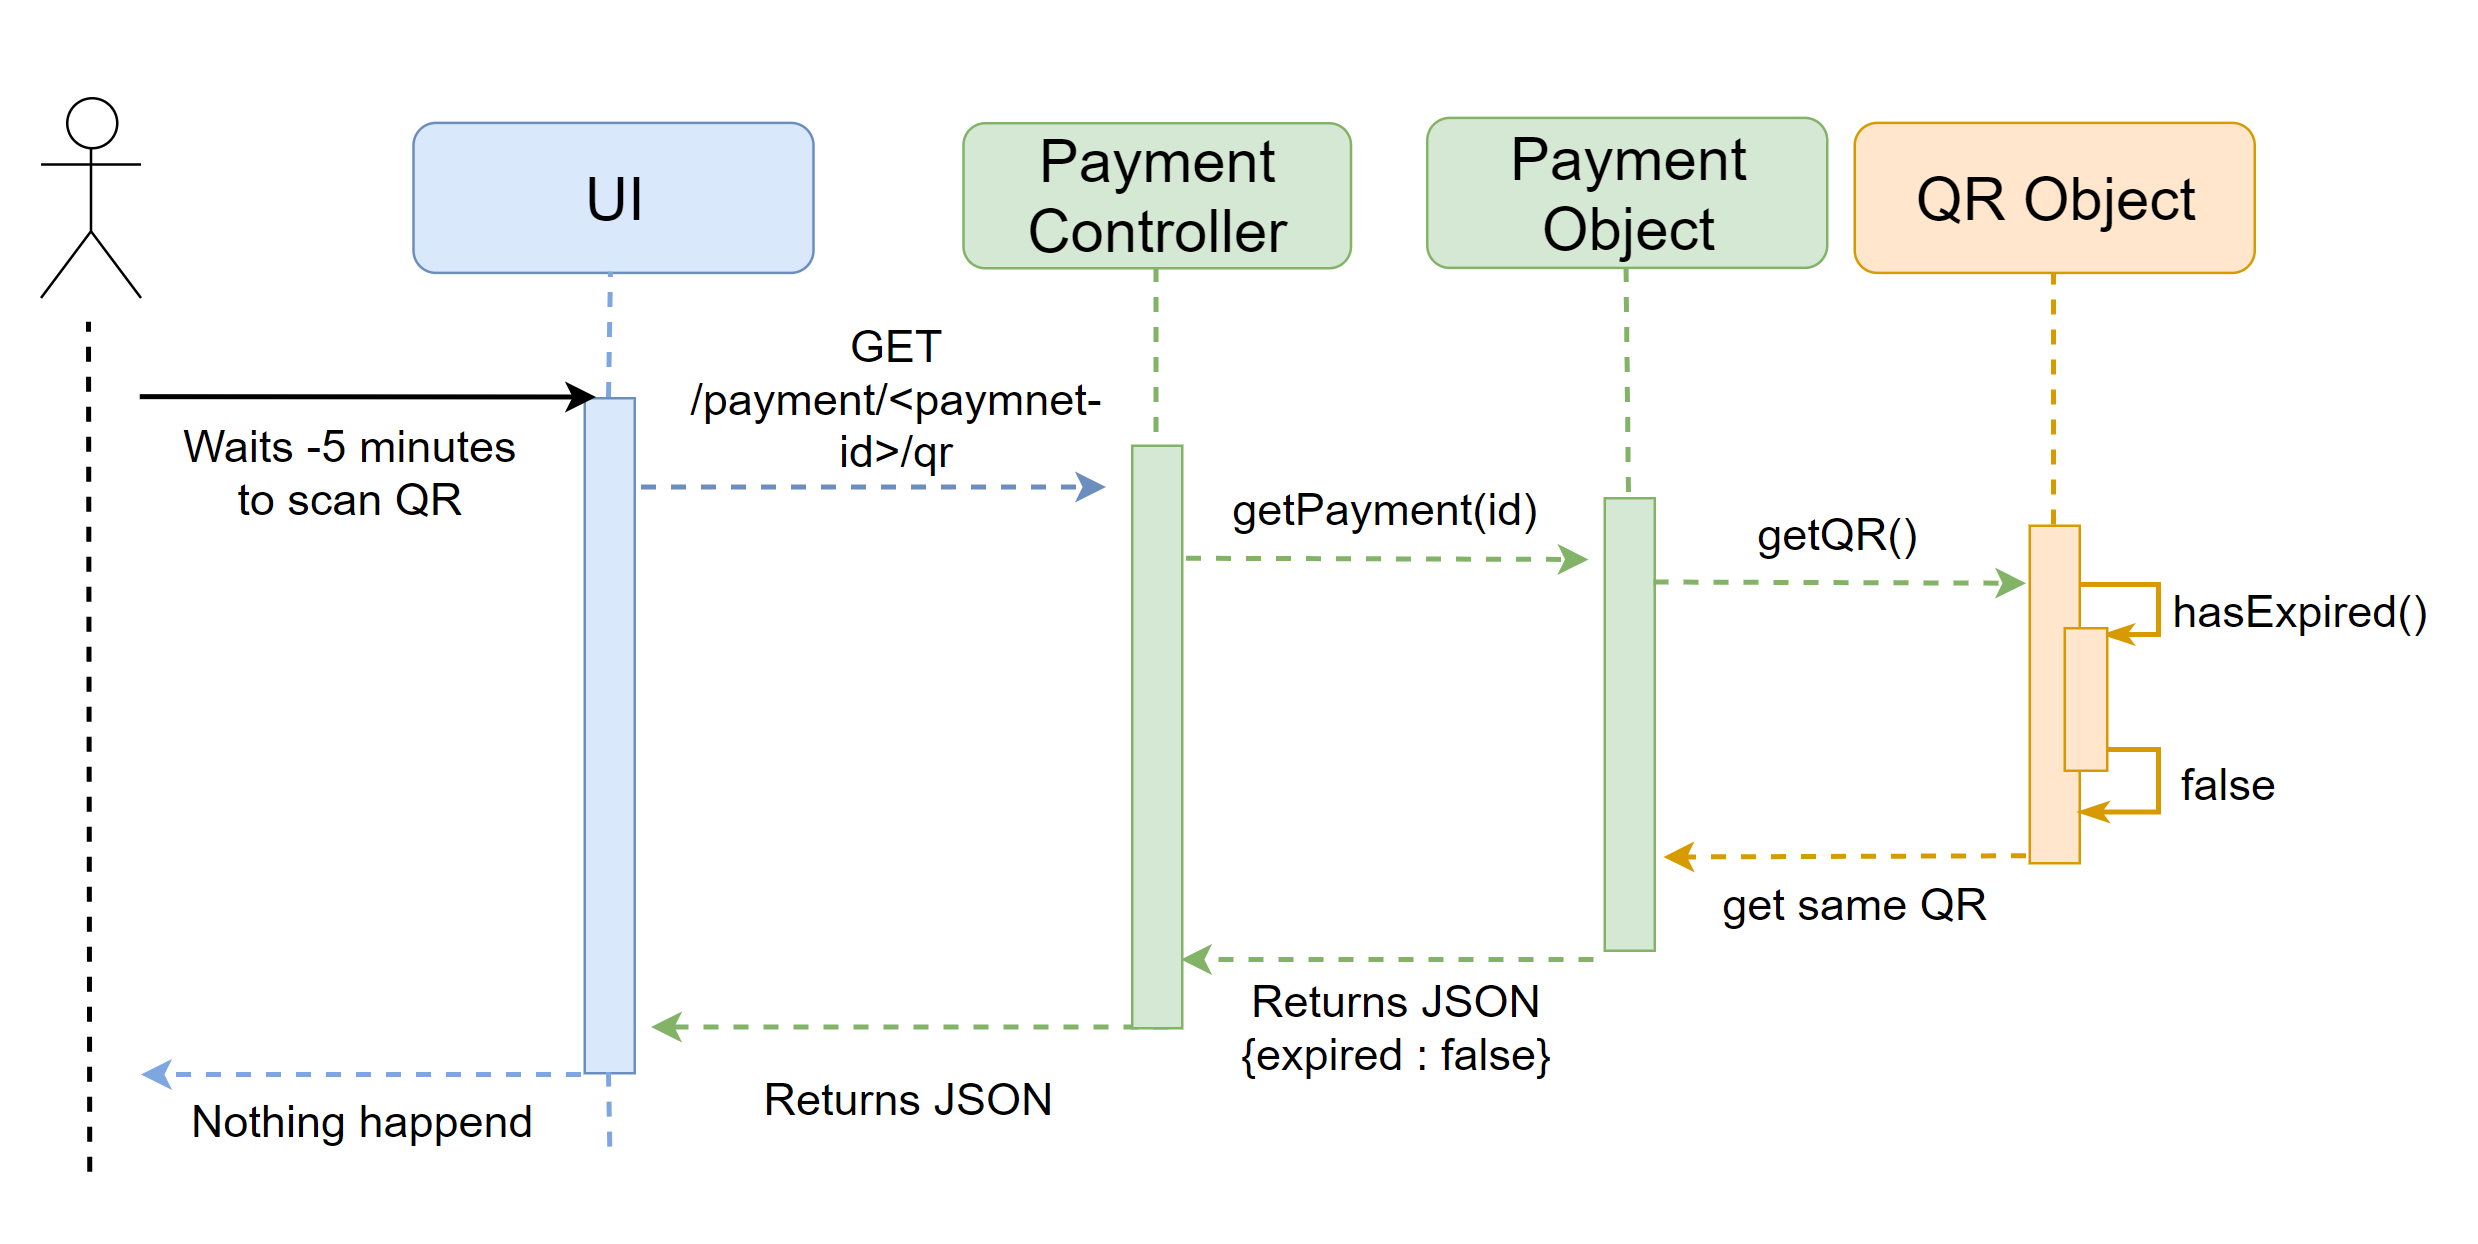 UI
Payment
Controller
Payment
Object
QR Object
GET
/payment/<paymnet-
id>/qr
Waits -5 minutes
to scan QR
getPayment(id)
getQR()
hasExpired()
false
get same QR
Returns JSON
{expired : false}
Returns JSON
Nothing happend